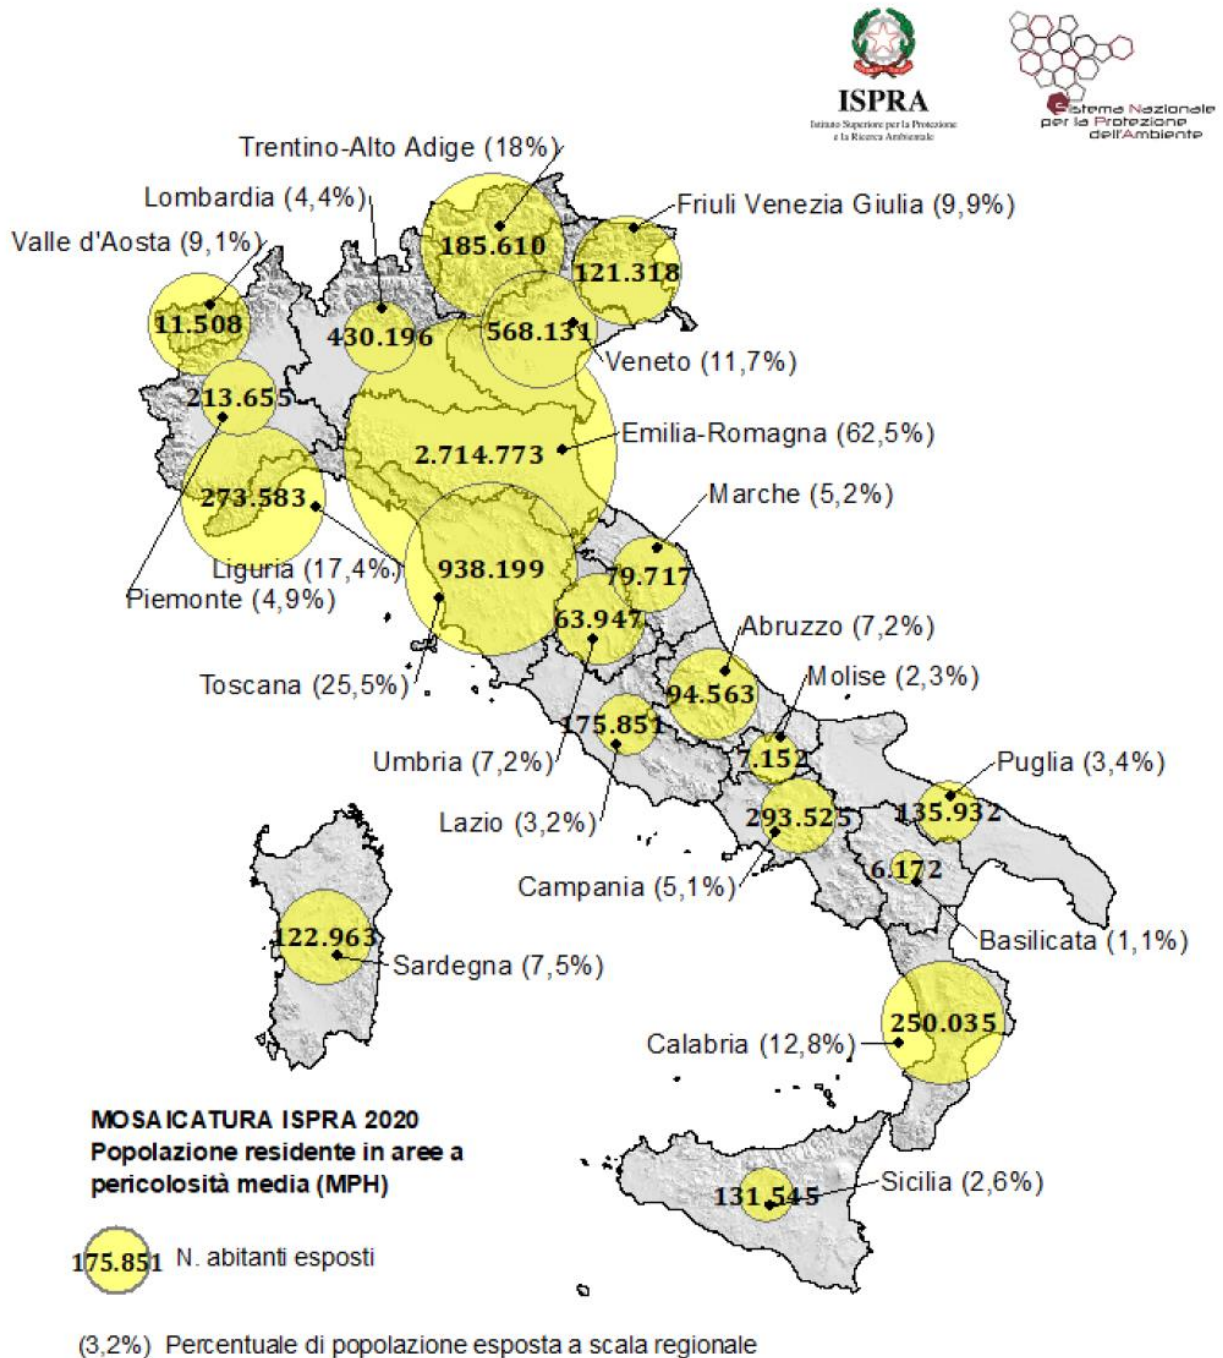 ISPRA
Istituto Superiore per la Protezione
e la Ricerca Ambientale
Sistema Nazionale
per la Protezione
dell'Ambiente
Trentino-Alto Adige (18%)
Lombardia (4,4%)
Friuli Venezia Giulia (9,9%)
Valle d'Aosta (9,1%)
185.610
121.318
11.508
430.196
568.131
Veneto (11,7%)
213.655
Emilia-Romagna (62,5%)
2.714.773
Marche (5,2%)
273.583
Liguria (17,4%)
938.199
79.717
Piemonte (4,9%)
63.947
Abruzzo (7,2%)
Toscana (25,5%)
Molise (2,3%)
94.563
175.851
Umbria (7,2%)
7.152
Puglia (3,4%)
Lazio (3,2%)
293.525
135.932
6.172
Campania (5,1%)
122.963
Basilicata (1,1%)
Sardegna (7,5%)
250.035
Calabria (12,8%)
MOSAICATURA ISPRA 2020
Popolazione residente in aree a
pericolosità media (MPH)
131.545
Sicilia (2,6%)
175.851 N. abitanti esposti
(3,2%) Percentuale di popolazione esposta a scala regionale